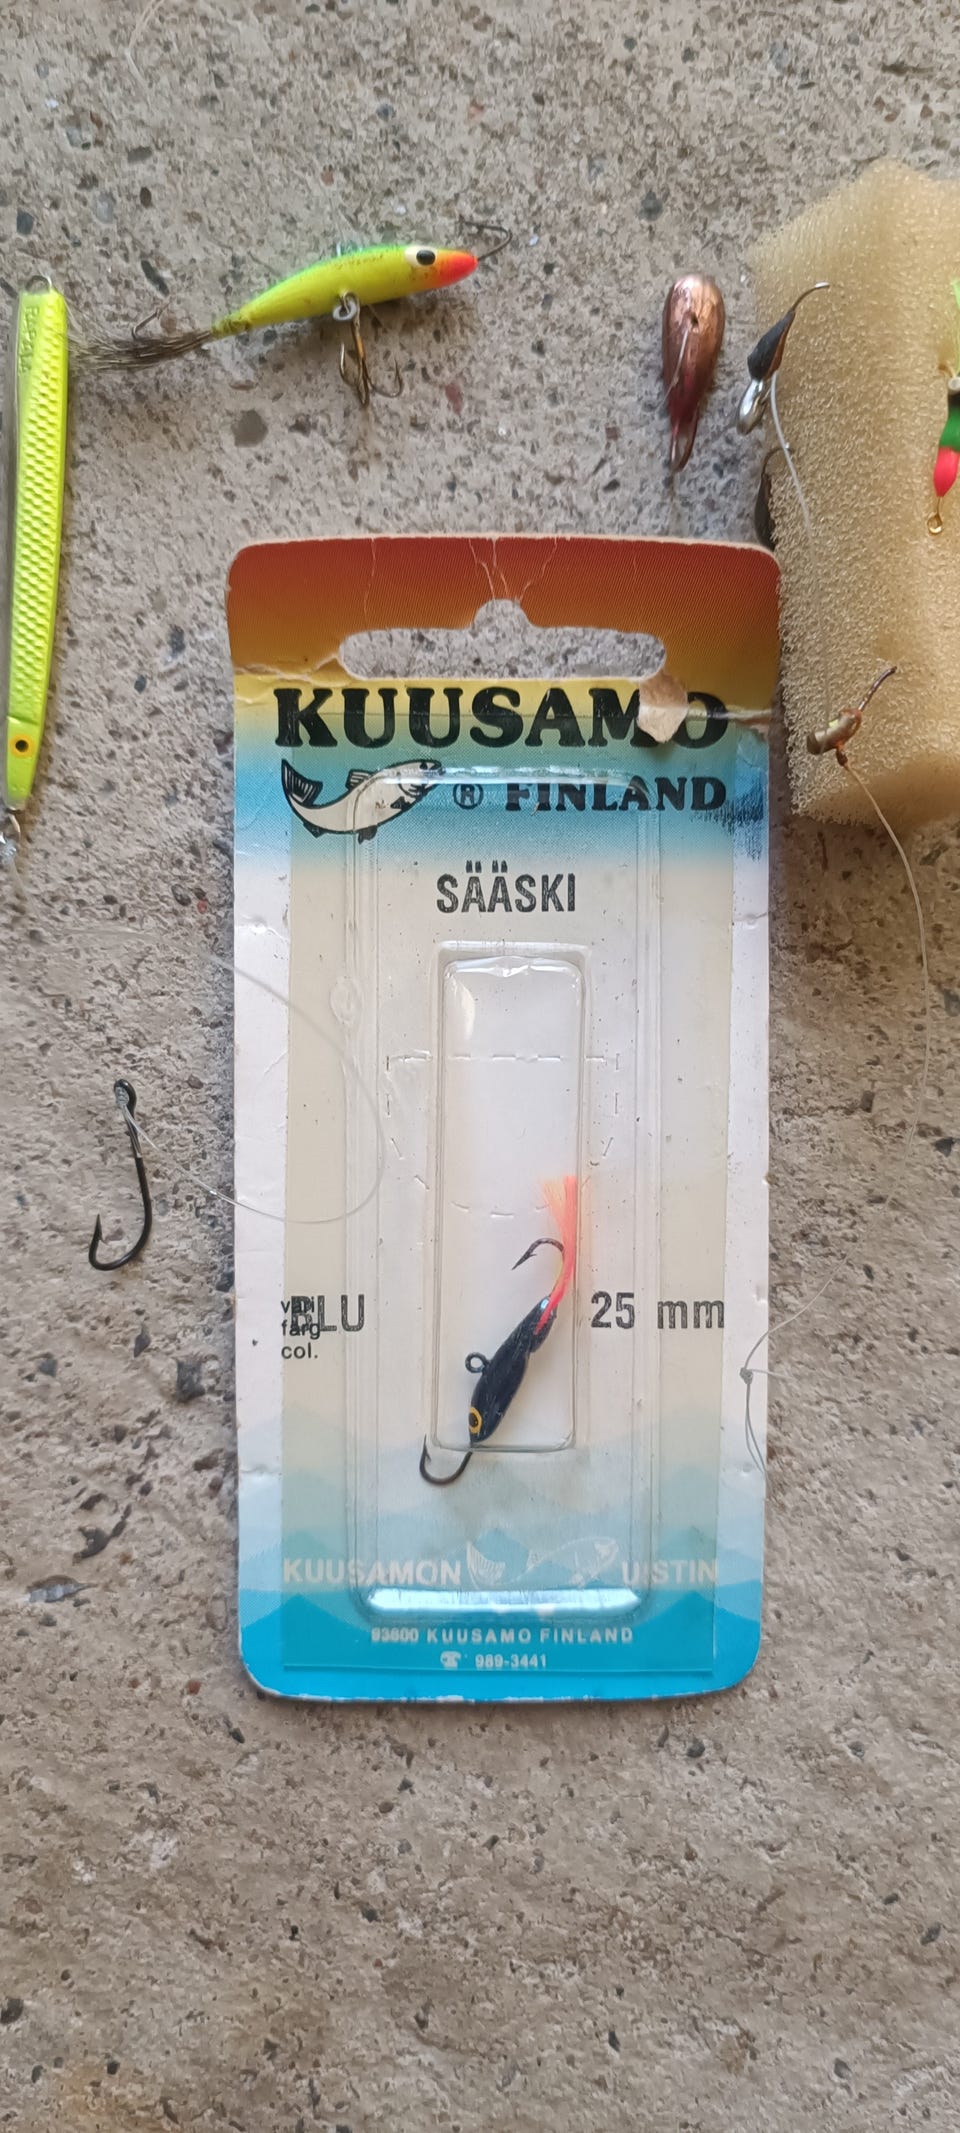 KUUSAMO
® FINLAND
SÄÄSKI
väri
färg
col.
BLU
25 mm
KUUSAMON UISTIN
93600 KUUSAMO FINLAND
☎ 989-3441